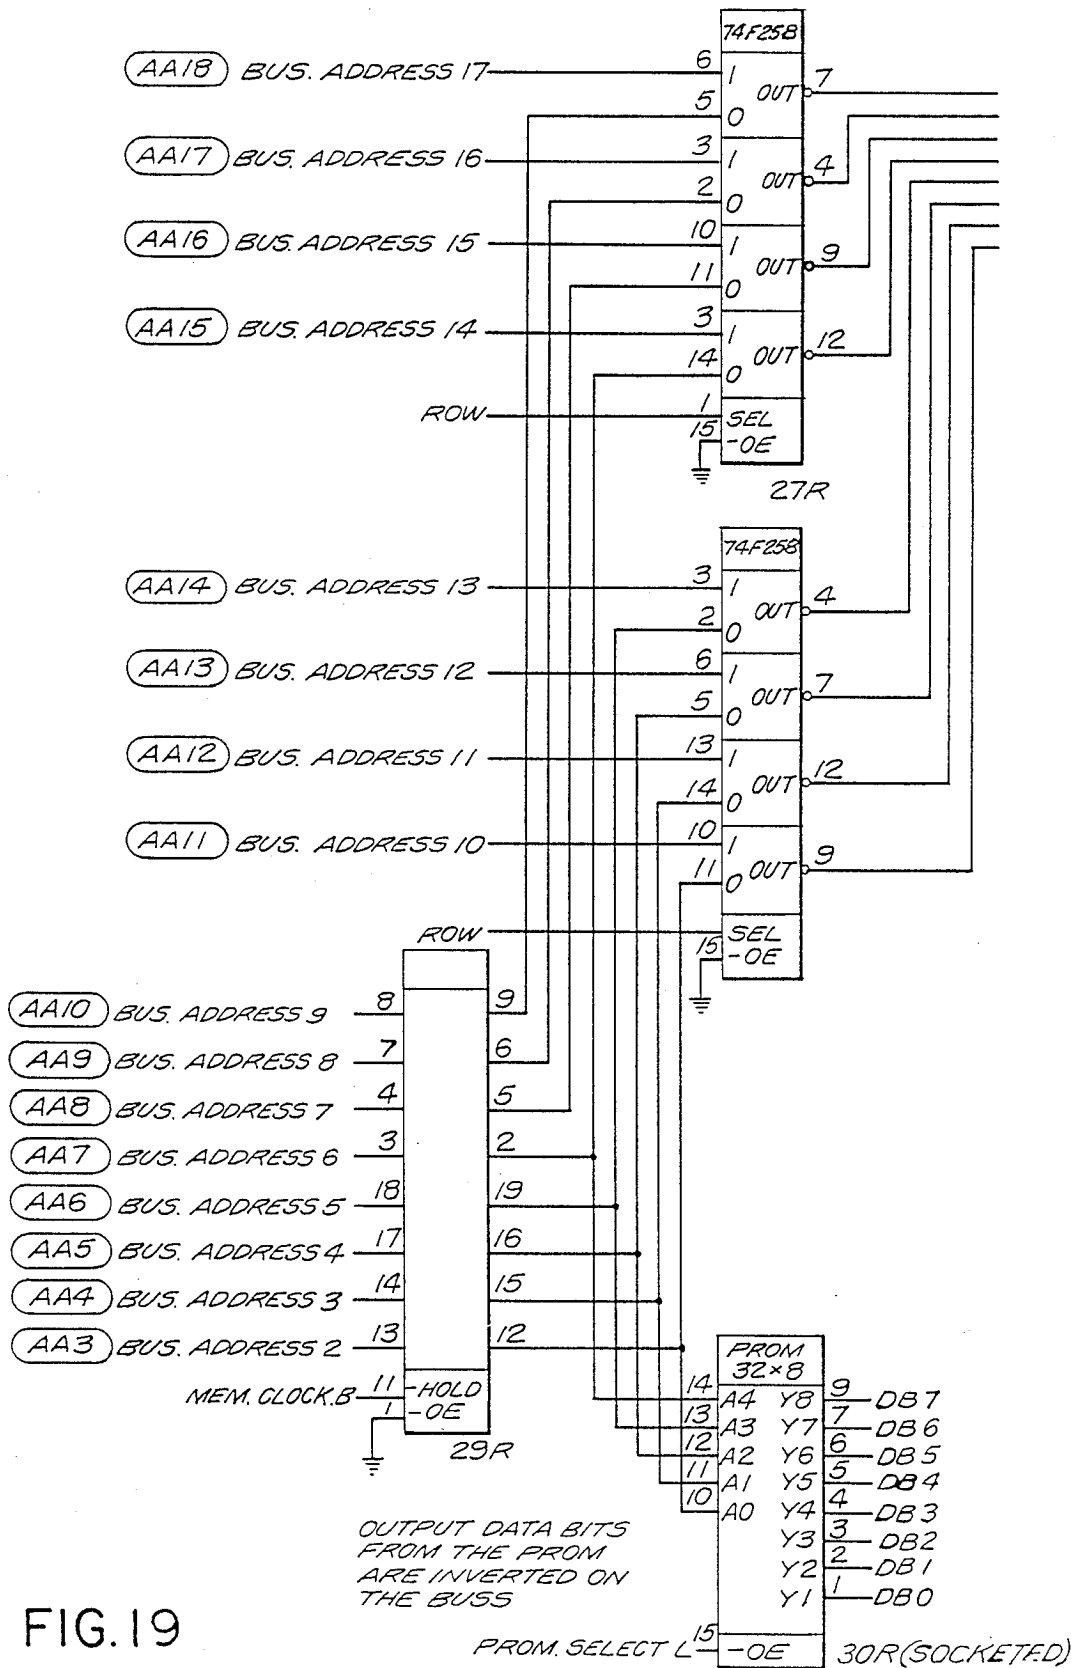 74F258
AA18 BUS. ADDRESS 17 6 1 OUT 7
5 0
AA17 BUS. ADDRESS 16 3 1 OUT 4
2 0
AA16 BUS. ADDRESS 15 10 1 OUT 9
11 0
AA15 BUS. ADDRESS 14 3 1 OUT 12
14 0
ROW 1 SEL
15 -OE
27R
74F258
AA14 BUS. ADDRESS 13 3 1 OUT 4
2 0
AA13 BUS. ADDRESS 12 6 1 OUT 7
5 0
AA12 BUS. ADDRESS 11 13 1 OUT 12
14 0
AA11 BUS. ADDRESS 10 10 1 OUT 9
11 0
ROW SEL
15 -OE
AA10 BUS. ADDRESS 9 8 9
AA9 BUS. ADDRESS 8 7 6
AA8 BUS. ADDRESS 7 4 5
AA7 BUS. ADDRESS 6 3 2
AA6 BUS. ADDRESS 5 18 19
AA5 BUS. ADDRESS 4 17 16
AA4 BUS. ADDRESS 3 14 15
AA3 BUS. ADDRESS 2 13 12
MEM. CLOCK.B 11 -HOLD
1 -OE
29R
PROM
32×8
14 A4 Y8 9 DB7
13 A3 Y7 7 DB6
12 A2 Y6 6 DB5
11 A1 Y5 5 DB4
10 A0 Y4 4 DB3
Y3 3 DB2
Y2 2 DB1
Y1 1 DB0
OUTPUT DATA BITS
FROM THE PROM
ARE INVERTED ON
THE BUSS
PROM. SELECT L 15 -OE 30R (SOCKETED)
FIG.19